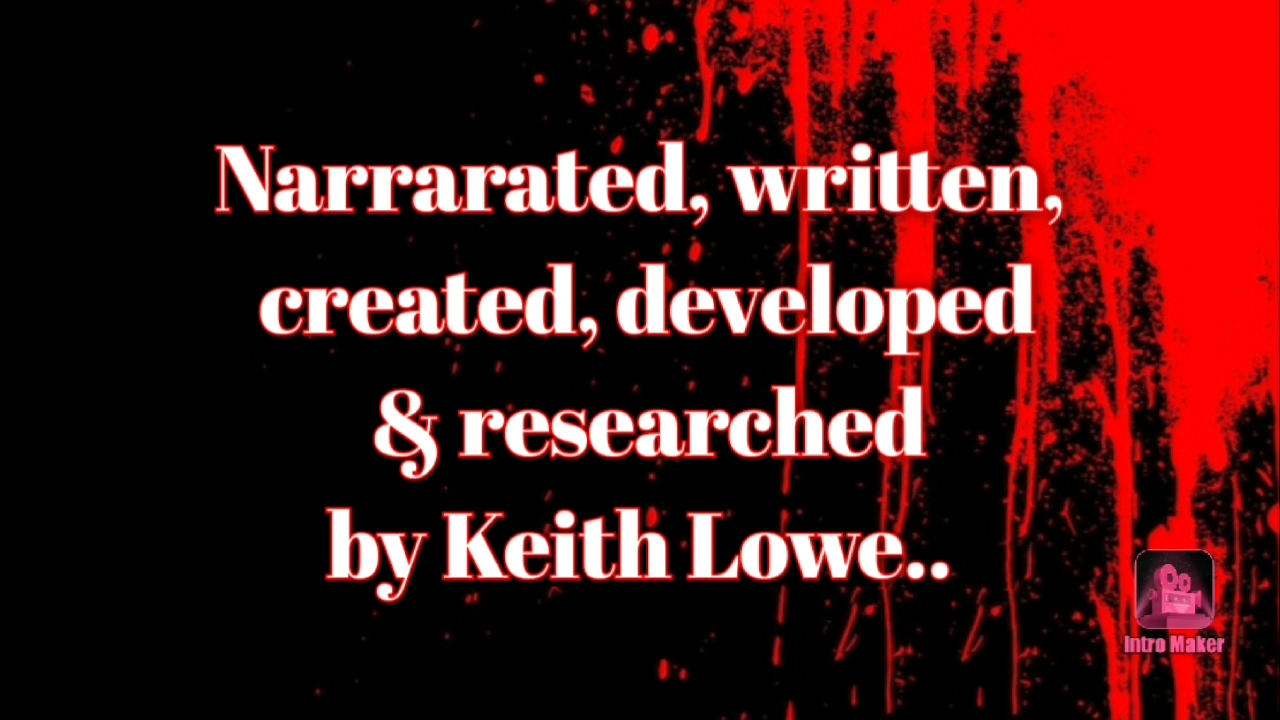 Narrarated, written,
created, developed
& researched
by Keith Lowe..
Intro Maker